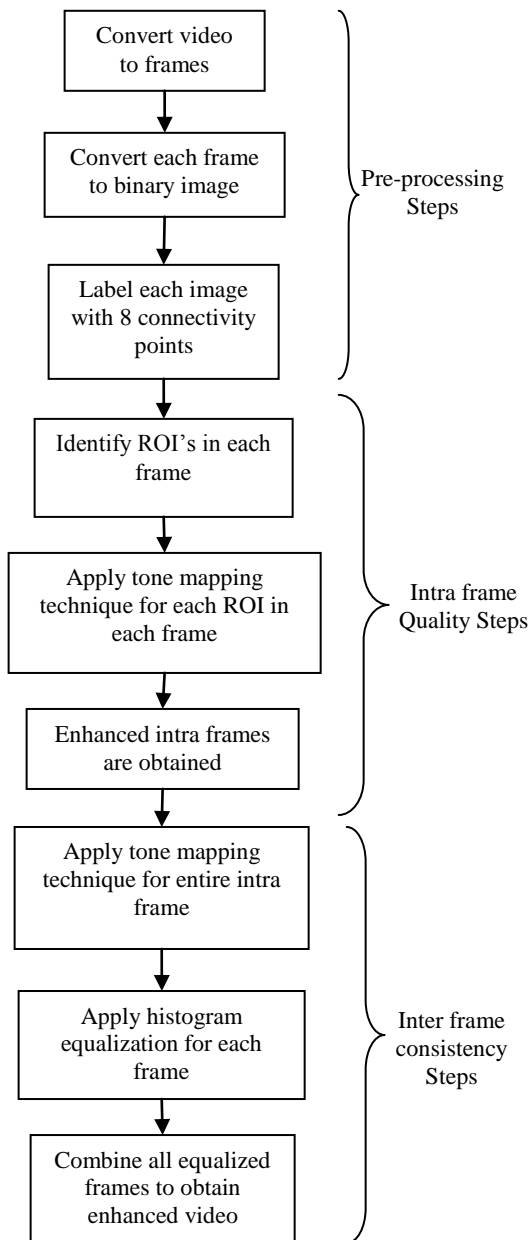 Convert video
to frames
Convert each frame
to binary image
Label each image
with 8 connectivity
points
Pre-processing
Steps
Identify ROI's in each
frame
Apply tone mapping
technique for each ROI in
each frame
Enhanced intra frames
are obtained
Intra frame
Quality Steps
Apply tone mapping
technique for entire intra
frame
Apply histogram
equalization for each
frame
Combine all equalized
frames to obtain
enhanced video
Inter frame
consistency
Steps